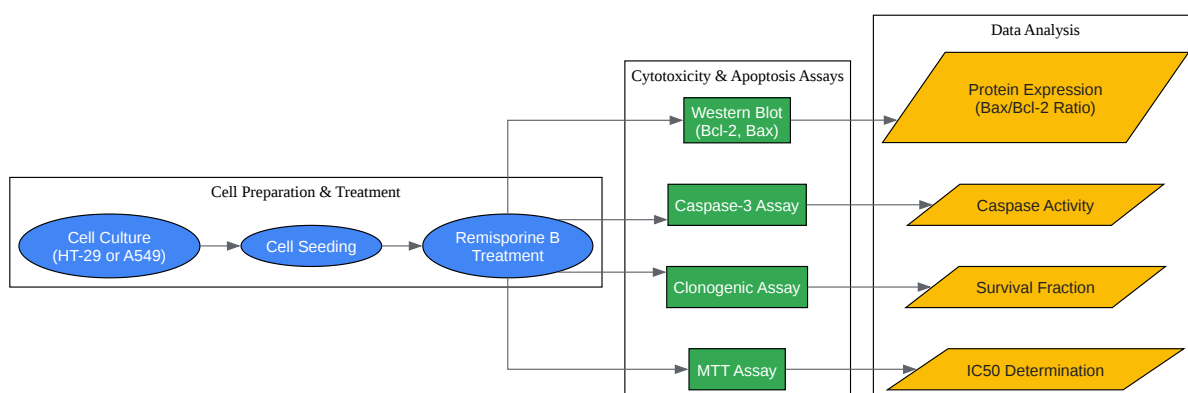 Data Analysis
Cytotoxicity & Apoptosis Assays
Protein Expression
(Bax/Bcl-2 Ratio)
Western Blot
(Bcl-2, Bax)
Cell Preparation & Treatment
Caspase-3 Assay
Caspase Activity
Cell Culture
(HT-29 or A549)
Cell Seeding
Remisporine B
Treatment
Clonogenic Assay
Survival Fraction
MTT Assay
IC50 Determination